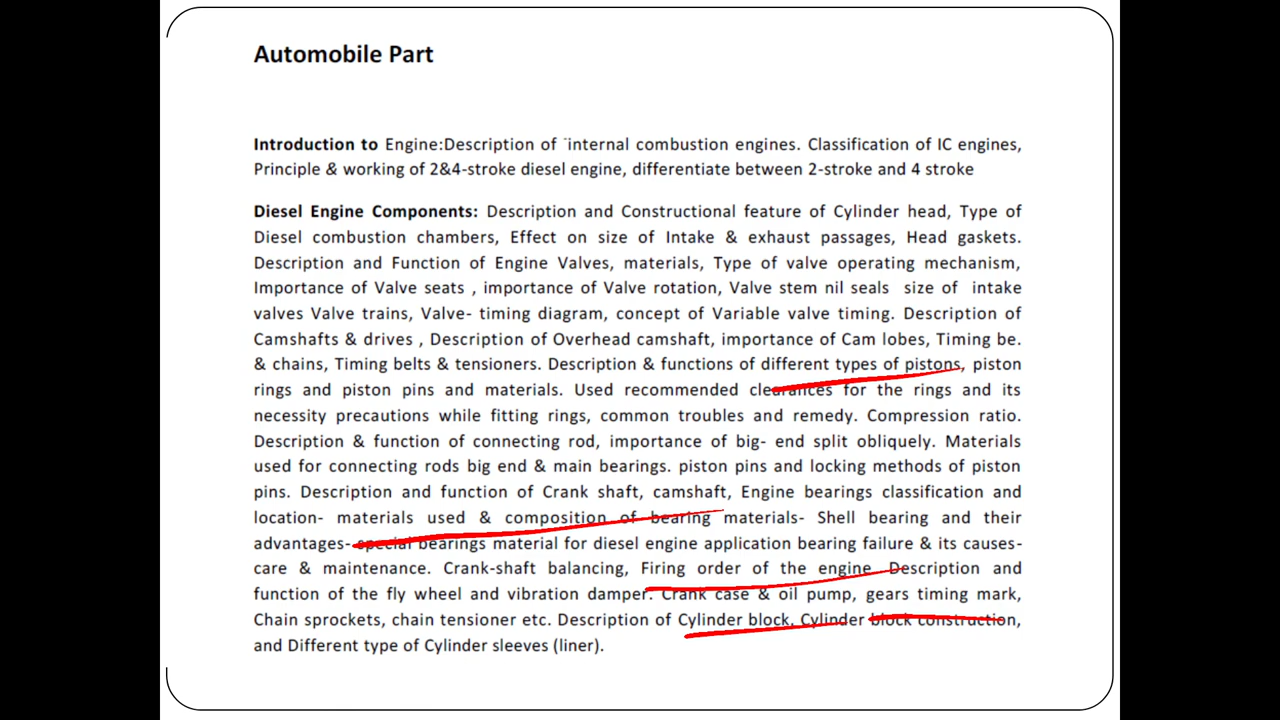 Automobile Part
Introduction to Engine:Description of ¨internal combustion engines. Classification of IC engines,
Principle & working of 2&4-stroke diesel engine, differentiate between 2-stroke and 4 stroke
Diesel Engine Components: Description and Constructional feature of Cylinder head, Type of
Diesel combustion chambers, Effect on size of Intake & exhaust passages, Head gaskets.
Description and Function of Engine Valves, materials, Type of valve operating mechanism,
Importance of Valve seats , importance of Valve rotation, Valve stem nil seals size of intake
valves Valve trains, Valve- timing diagram, concept of Variable valve timing. Description of
Camshafts & drives , Description of Overhead camshaft, importance of Cam lobes, Timing be.
& chains, Timing belts & tensioners. Description & functions of different types of pistons, piston
rings and piston pins and materials. Used recommended clearances for the rings and its
necessity precautions while fitting rings, common troubles and remedy. Compression ratio.
Description & function of connecting rod, importance of big- end split obliquely. Materials
used for connecting rods big end & main bearings. piston pins and locking methods of piston
pins. Description and function of Crank shaft, camshaft, Engine bearings classification and
location- materials used & composition of bearing materials- Shell bearing and their
advantages- special bearings material for diesel engine application bearing failure & its causes-
care & maintenance. Crank-shaft balancing, Firing order of the engine. Description and
function of the fly wheel and vibration damper. Crank case & oil pump, gears timing mark,
Chain sprockets, chain tensioner etc. Description of Cylinder block, Cylinder block construction,
and Different type of Cylinder sleeves (liner).